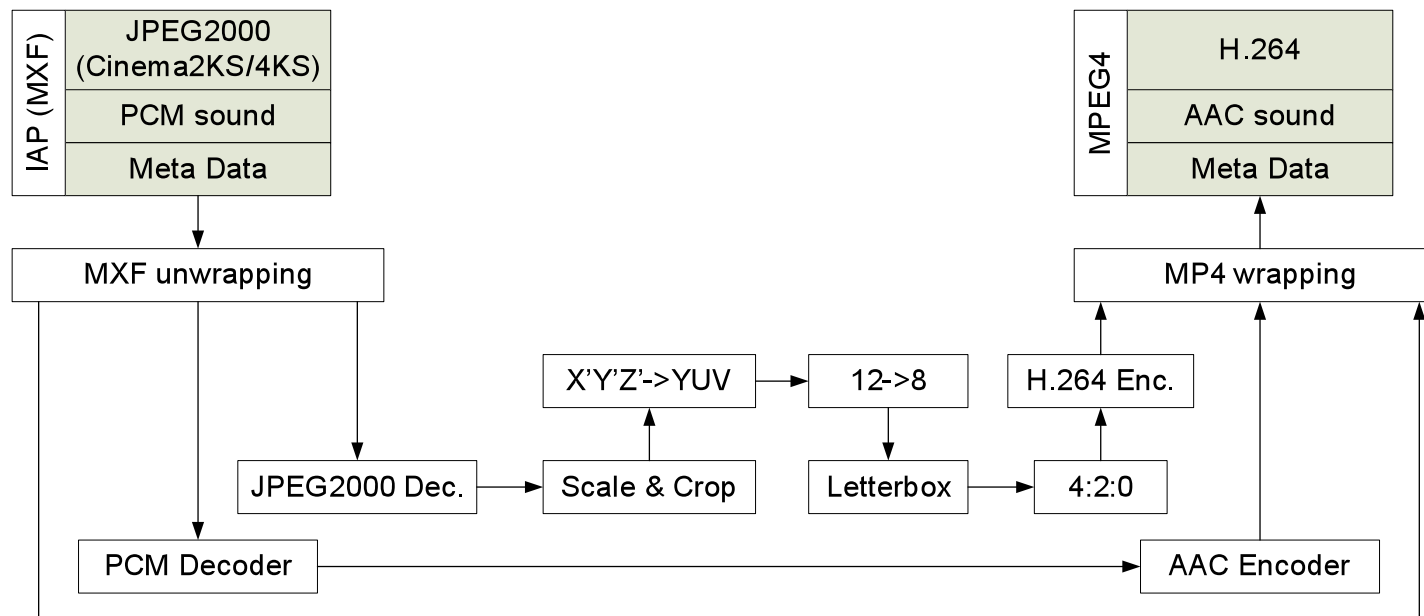 IAP (MXF)
JPEG2000
(Cinema2KS/4KS)
PCM sound
Meta Data
MPEG4
H.264
AAC sound
Meta Data
MXF unwrapping
MP4 wrapping
X'Y'Z'->YUV
12->8
H.264 Enc.
JPEG2000 Dec.
Scale & Crop
Letterbox
4:2:0
PCM Decoder
AAC Encoder